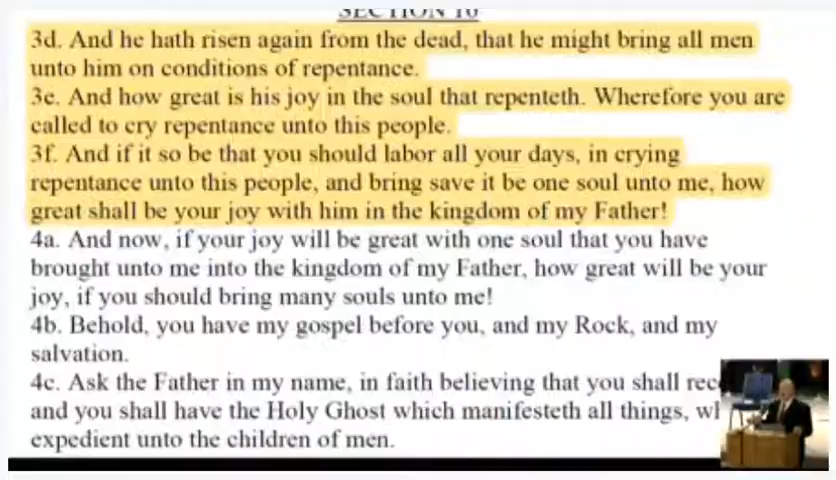 SECTION 16
3d. And he hath risen again from the dead, that he might bring all men
unto him on conditions of repentance.
3e. And how great is his joy in the soul that repenteth. Wherefore you are
called to cry repentance unto this people.
3f. And if it so be that you should labor all your days, in crying
repentance unto this people, and bring save it be one soul unto me, how
great shall be your joy with him in the kingdom of my Father!
4a. And now, if your joy will be great with one soul that you have
brought unto me into the kingdom of my Father, how great will be your
joy, if you should bring many souls unto me!
4b. Behold, you have my gospel before you, and my Rock, and my
salvation.
4c. Ask the Father in my name, in faith believing that you shall
and you shall have the Holy Ghost which manifesteth all things,
expedient unto the children of men.